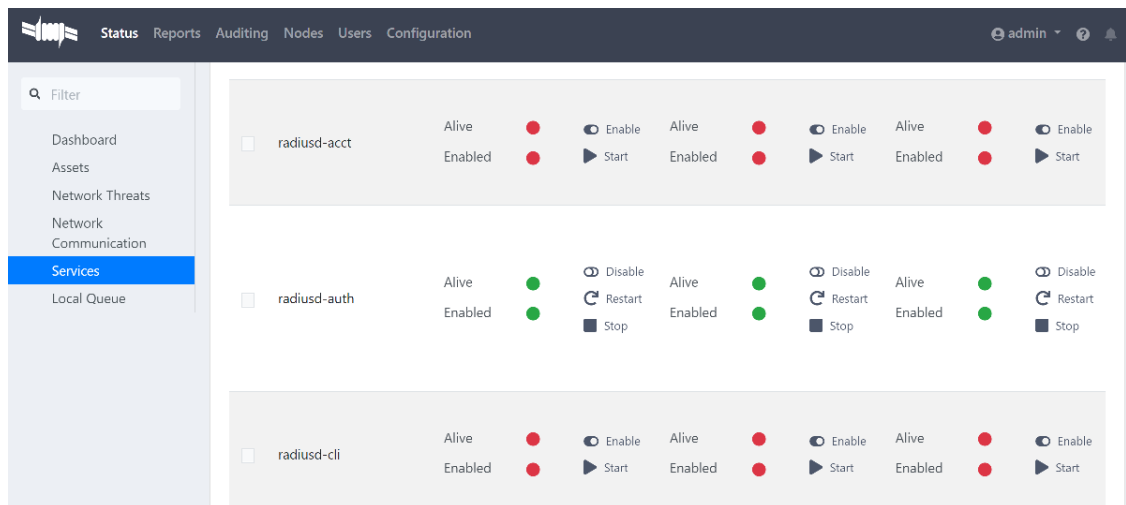 Status Reports Auditing Nodes Users Configuration admin
Filter
Dashboard
Assets
Network Threats
Network
Communication
Services
Local Queue
radiusd-acct
Alive Enable Alive Enable Alive Enable
Enabled Start Enabled Start Enabled Start
radiusd-auth
Disable Disable Disable
Alive Restart Alive Restart Alive Restart
Enabled Stop Enabled Stop Enabled Stop
radiusd-cli
Alive Enable Alive Enable Alive Enable
Enabled Start Enabled Start Enabled Start